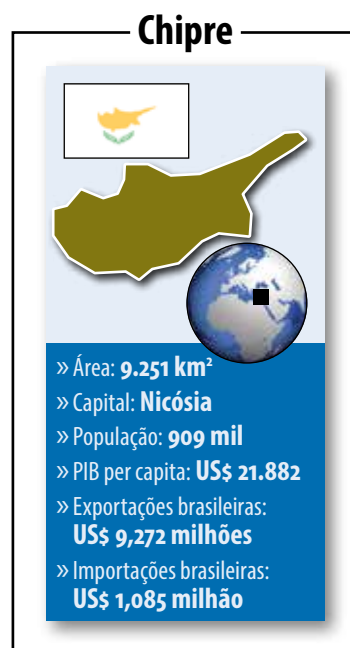 Chipre
» Área: 9.251 km²
» Capital: Nicósia
» População: 909 mil
» PIB per capita: US$ 21.882
» Exportações brasileiras:
US$ 9,272 milhões
» Importações brasileiras:
US$ 1,085 milhão